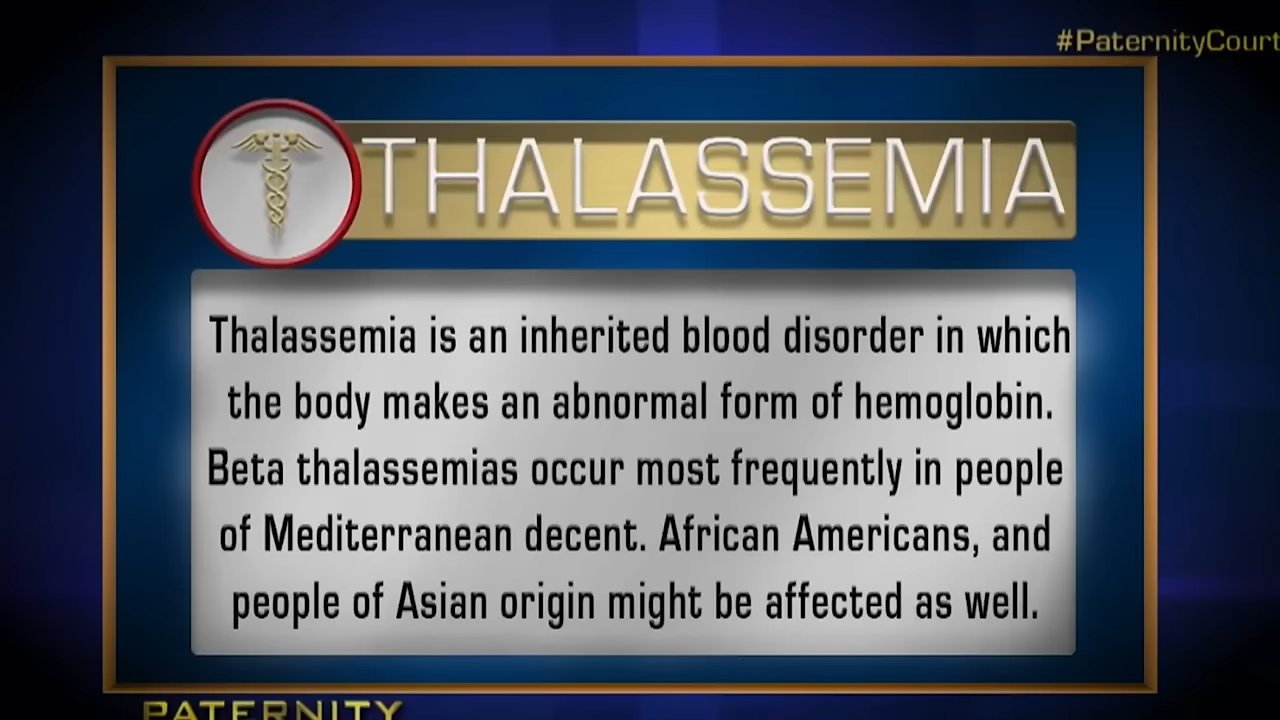 #PaternityCourt
THALASSEMIA
Thalassemia is an inherited blood disorder in which
the body makes an abnormal form of hemoglobin.
Beta thalassemias occur most frequently in people
of Mediterranean decent. African Americans, and
people of Asian origin might be affected as well.
PATERNITY